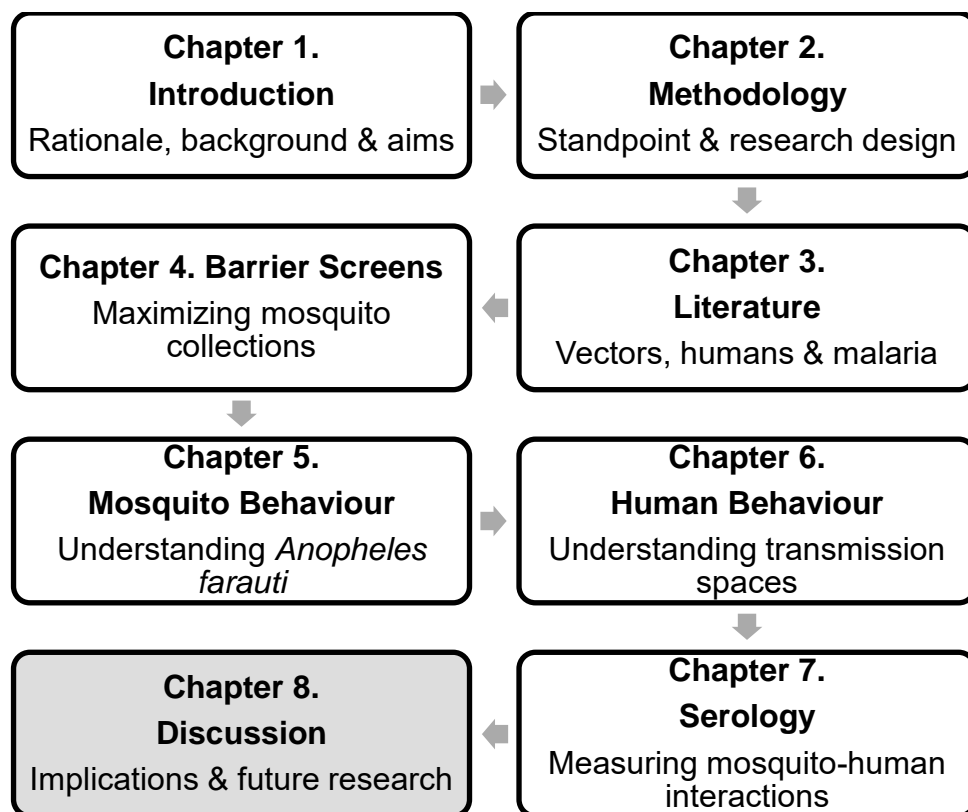 Chapter 1.
Introduction
Rationale, background & aims
Chapter 2.
Methodology
Standpoint & research design
Chapter 3.
Literature
Vectors, humans & malaria
Chapter 4. Barrier Screens
Maximizing mosquito
collections
Chapter 5.
Mosquito Behaviour
Understanding Anopheles
farauti
Chapter 6.
Human Behaviour
Understanding transmission
spaces
Chapter 7.
Serology
Measuring mosquito-human
interactions
Chapter 8.
Discussion
Implications & future research